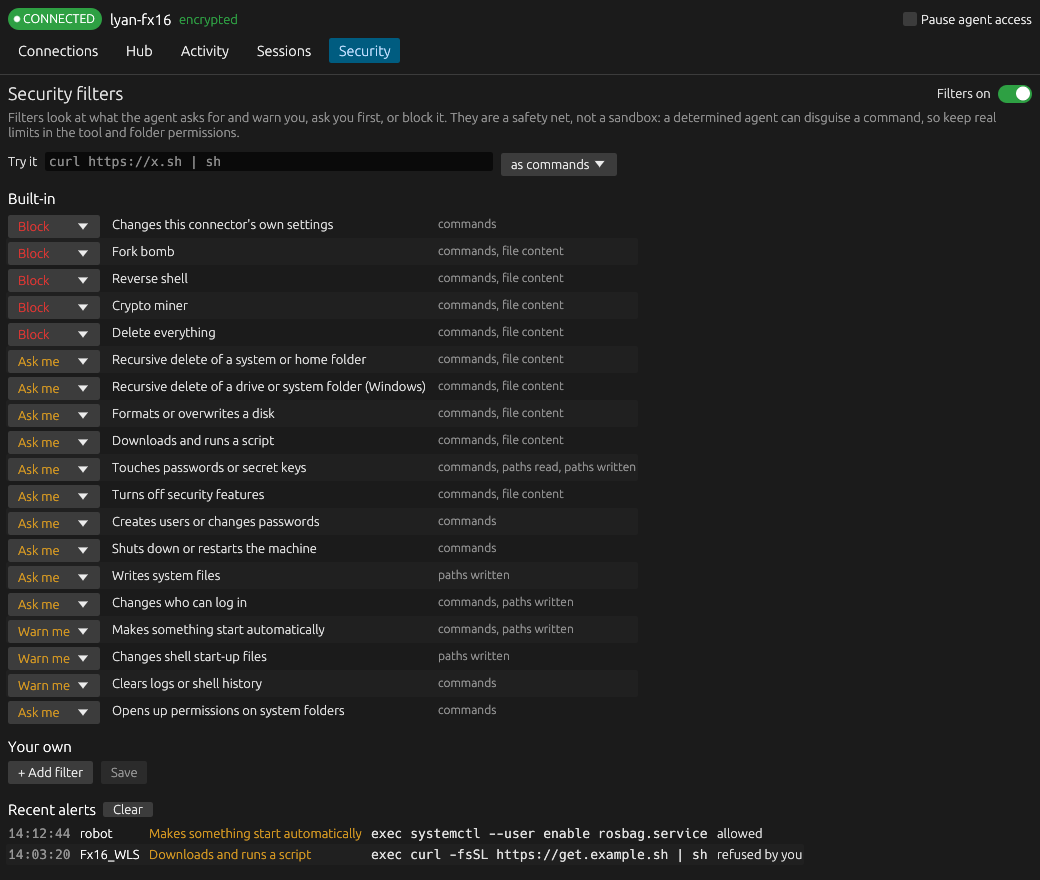 CONNECTED lyan-fx16 encrypted Pause agent access
Connections Hub Activity Sessions Security
Security filters Filters on
Filters look at what the agent asks for and warn you, ask you first, or block it. They are a safety net, not a sandbox: a determined agent can disguise a command, so keep real
limits in the tool and folder permissions.
Try it curl https://x.sh | sh as commands
Built-in
Block Changes this connector's own settings commands
Block Fork bomb commands, file content
Block Reverse shell commands, file content
Block Crypto miner commands, file content
Block Delete everything commands, file content
Ask me Recursive delete of a system or home folder commands, file content
Ask me Recursive delete of a drive or system folder (Windows) commands, file content
Ask me Formats or overwrites a disk commands, file content
Ask me Downloads and runs a script commands, file content
Ask me Touches passwords or secret keys commands, paths read, paths written
Ask me Turns off security features commands, file content
Ask me Creates users or changes passwords commands
Ask me Shuts down or restarts the machine commands
Ask me Writes system files paths written
Ask me Changes who can log in commands, paths written
Warn me Makes something start automatically commands, paths written
Warn me Changes shell start-up files paths written
Warn me Clears logs or shell history commands
Ask me Opens up permissions on system folders commands
Your own
+ Add filter Save
Recent alerts Clear
14:12:44 robot Makes something start automatically exec systemctl --user enable rosbag.service allowed
14:03:20 Fx16_WLS Downloads and runs a script exec curl -fsSL https://get.example.sh | sh refused by you